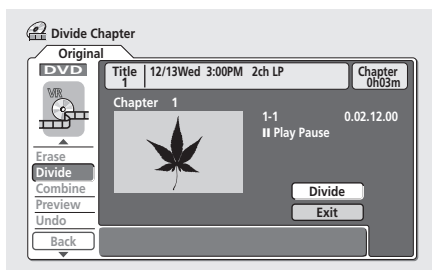 Divide Chapter
Original
DVD
VR
Title 1 12/13Wed 3:00PM 2ch LP Chapter 0h03m
Chapter 1
1-1 0.02.12.00
Play Pause
Erase
Divide
Combine
Preview
Undo
Back
Divide
Exit